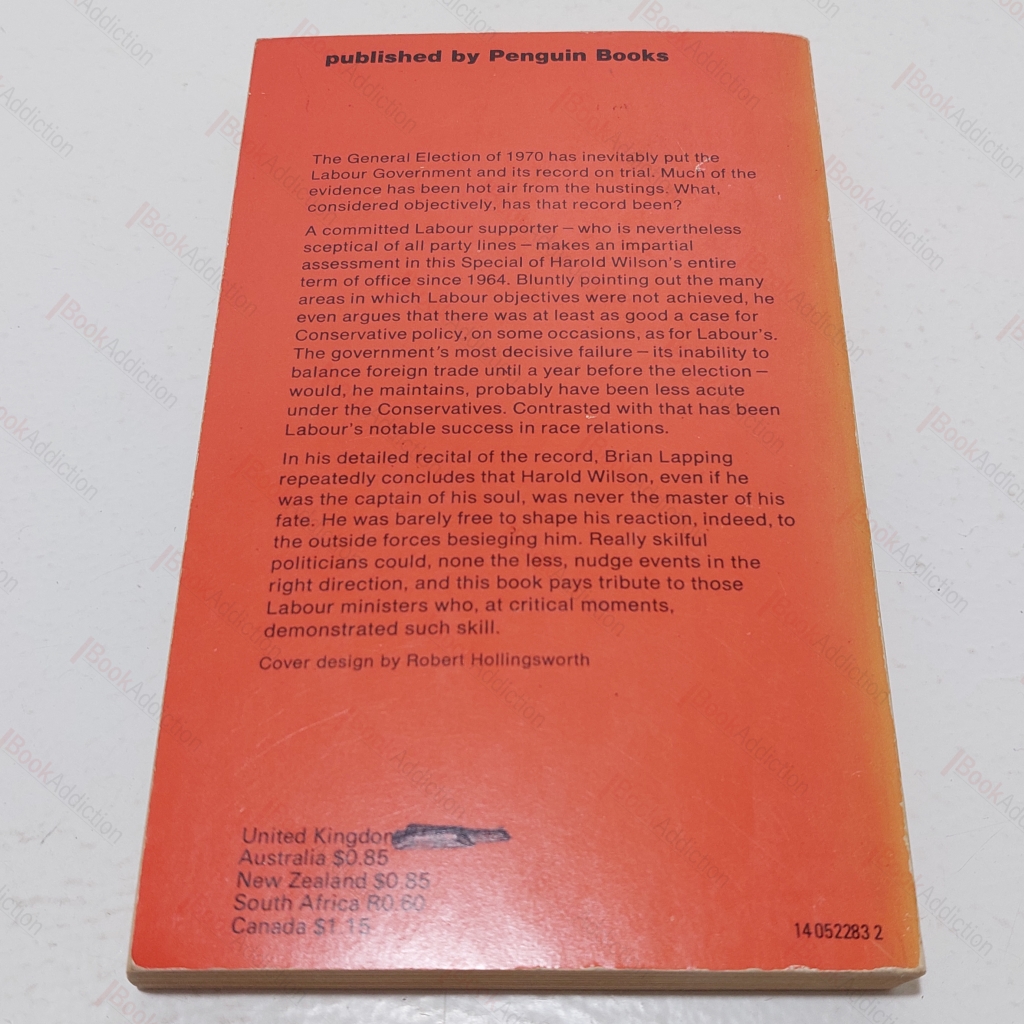 published by Penguin Books
The General Election of 1970 has inevitably put the
Labour Government and its record on trial. Much of the
evidence has been hot air from the hustings. What,
considered objectively, has that record been?
A committed Labour supporter – who is nevertheless
sceptical of all party lines – makes an impartial
assessment in this Special of Harold Wilson's entire
term of office since 1964. Bluntly pointing out the many
areas in which Labour objectives were not achieved, he
even argues that there was at least as good a case for
Conservative policy, on some occasions, as for Labour's.
The government's most decisive failure – its inability to
balance foreign trade until a year before the election –
would, he maintains, probably have been less acute
under the Conservatives. Contrasted with that has been
Labour's notable success in race relations.
In his detailed recital of the record, Brian Lapping
repeatedly concludes that Harold Wilson, even if he
was the captain of his soul, was never the master of his
fate. He was barely free to shape his reaction, indeed, to
the outside forces besieging him. Really skilful
politicians could, none the less, nudge events in the
right direction, and this book pays tribute to those
Labour ministers who, at critical moments,
demonstrated such skill.
Cover design by Robert Hollingsworth
United Kingdom
Australia $0.85
New Zealand $0.85
South Africa R0.60
Canada $1.15
14 052283 2
BookAddiction